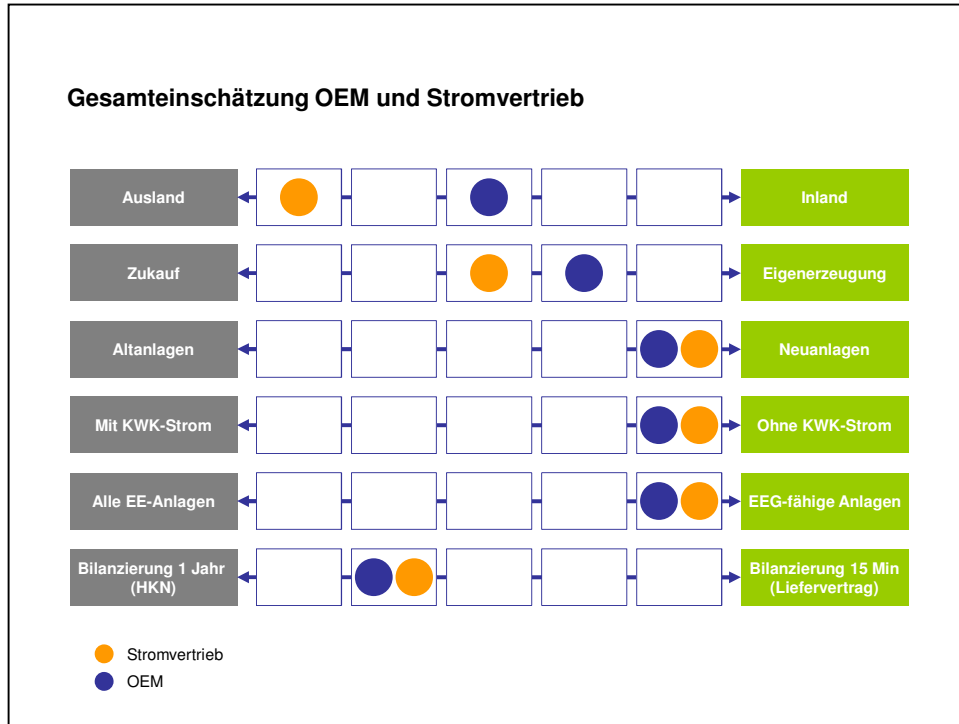 Gesamteinschätzung OEM und Stromvertrieb
Ausland
Inland
Zukauf
Eigenerzeugung
Altanlagen
Neuanlagen
Mit KWK-Strom
Ohne KWK-Strom
Alle EE-Anlagen
EEG-fähige Anlagen
Bilanzierung 1 Jahr
(HKN)
Bilanzierung 15 Min
(Liefervertrag)
Stromvertrieb
OEM